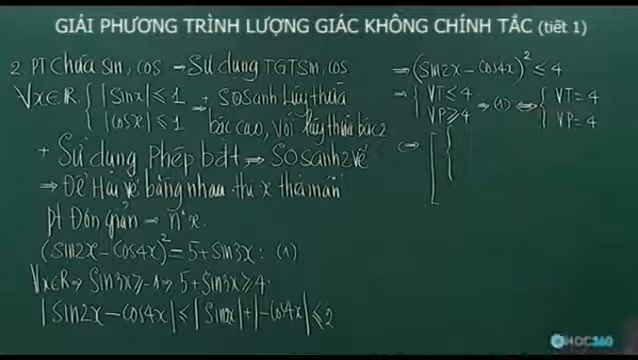 GIẢI PHƯƠNG TRÌNH LƯỢNG GIÁC KHÔNG CHÍNH TẮC (tiết 1)
2. PT chứa sin, cos → Sử dụng TGT sin, cos
∀x∈R { |sinx| ≤ 1 → + SO sánh lũy thừa
|cosx| ≤ 1 bậc cao, với lũy thừa bậc 2
+ Sử dụng phép bđt ⇒ SO sánh 2 vế
⇒ Để Hai vế bằng nhau thì x thỏa mãn
pt Đơn giản → nº x.
(sin2x - cos4x)² = 5 + sin3x : (1)
∀x∈R ⇒ sin3x ≥ -1 ⇒ 5 + sin3x ≥ 4
|sin2x - cos4x| ≤ |sin2x| + |-cos4x| ≤ 2
⇒ (sin2x - cos4x)² ≤ 4
⇒ { VT ≤ 4 ⇒ (1) ⇔ { VT = 4
VP ≥ 4 VP = 4
⇔ [ {
HOC360